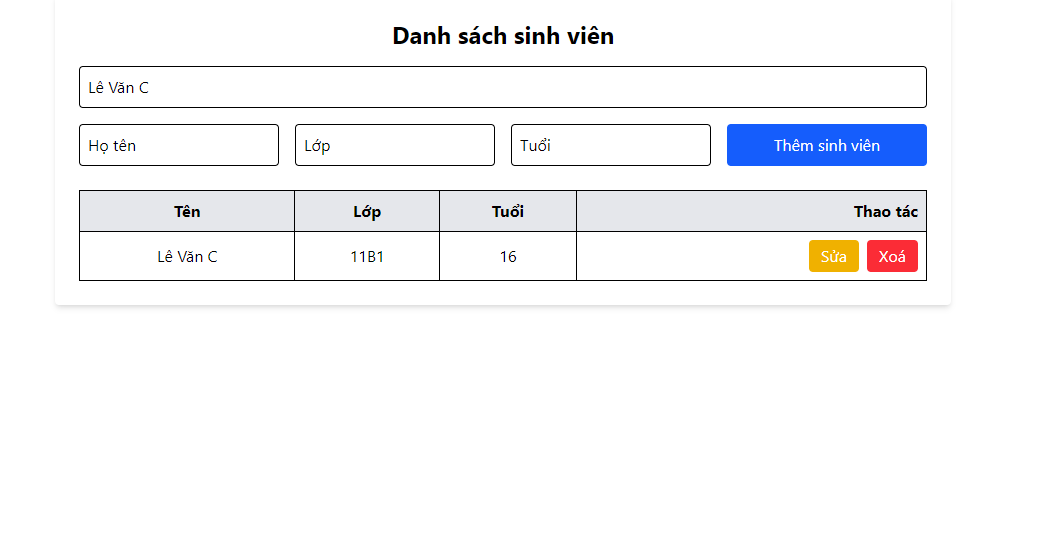 Danh sách sinh viên
Lê Văn C
Họ tên Lớp Tuổi Thêm sinh viên
Tên Lớp Tuổi Thao tác
Lê Văn C 11B1 16 Sửa Xoá